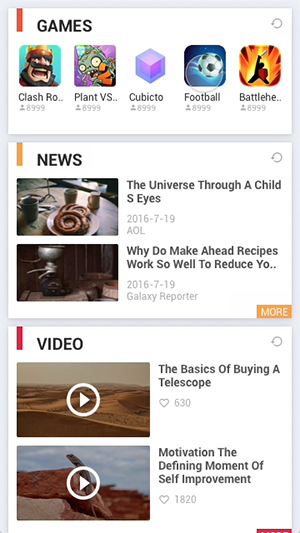 GAMES
Clash Ro.. Plant VS.. Cubicto Football Battlehe..
8999 8999 8999 8999 8999
NEWS
The Universe Through A Child
S Eyes
2016-7-19
AOL
Why Do Make Ahead Recipes
Work So Well To Reduce Yo..
2016-7-19
Galaxy Reporter
MORE
VIDEO
The Basics Of Buying A
Telescope
630
Motivation The
Defining Moment Of
Self Improvement
1820